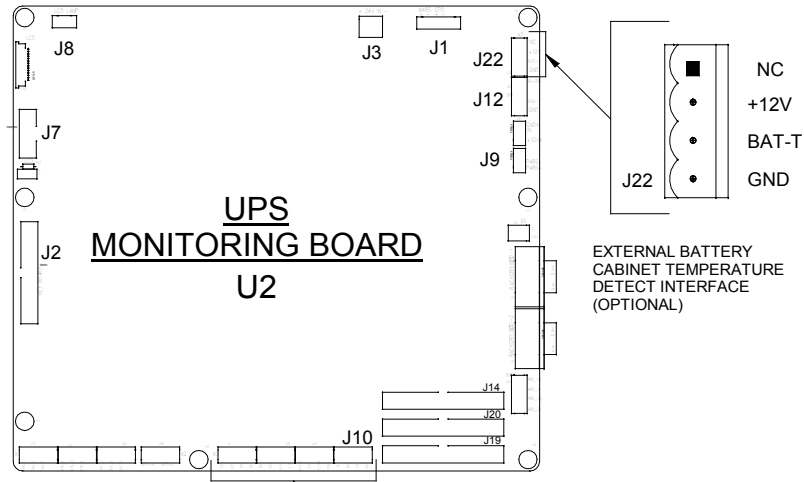 J8
J3
J1
J22
J12
J7
J9
J2
UPS
MONITORING BOARD
U2
J14
J20
J10
J19
NC
+12V
BAT-T
J22
GND
EXTERNAL BATTERY
CABINET TEMPERATURE
DETECT INTERFACE
(OPTIONAL)